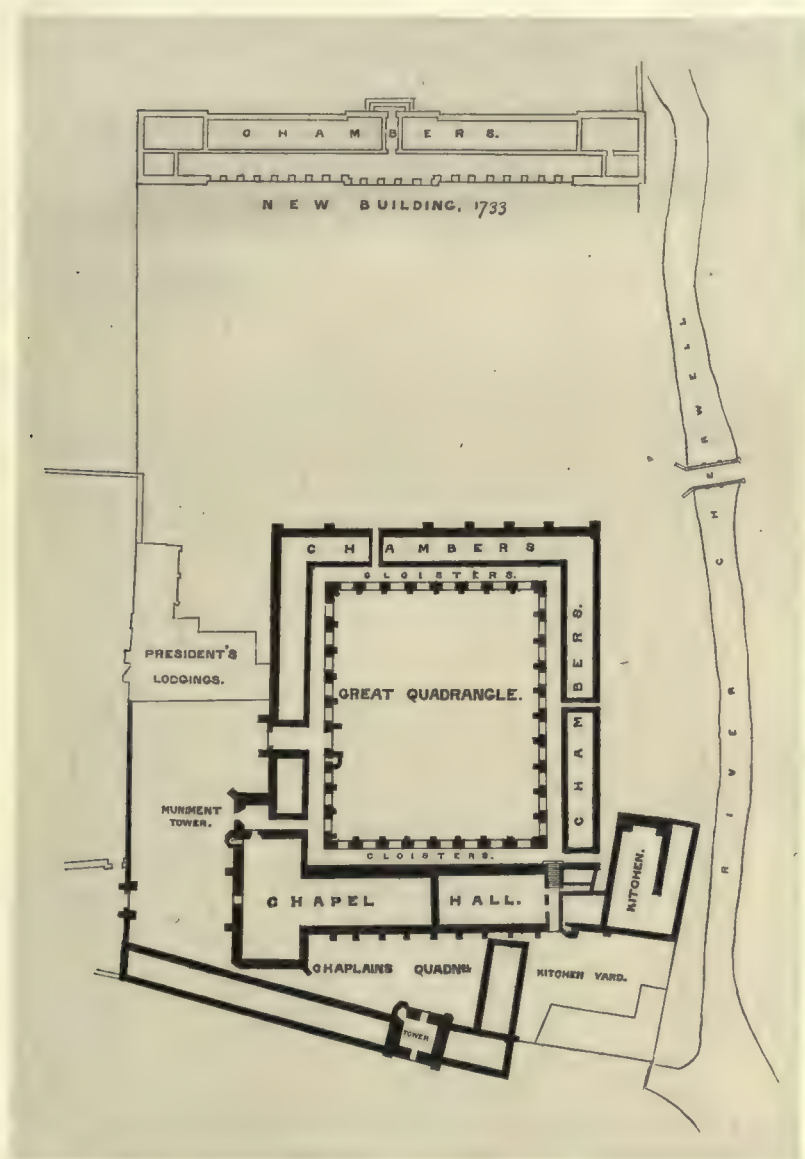 CHAMBERS.
NEW BUILDING, 1733
RIVER CHERWELL
CHAMBERS
CLOISTERS.
CHAMBERS.
PRESIDENT'S
LODGINGS.
GREAT QUADRANGLE.
CHAMBERS
MUNIMENT
TOWER.
CLOISTERS.
KITCHEN.
CHAPEL
HALL.
CHAPLAINS QUADNG.
KITCHEN YARD.
TOWER